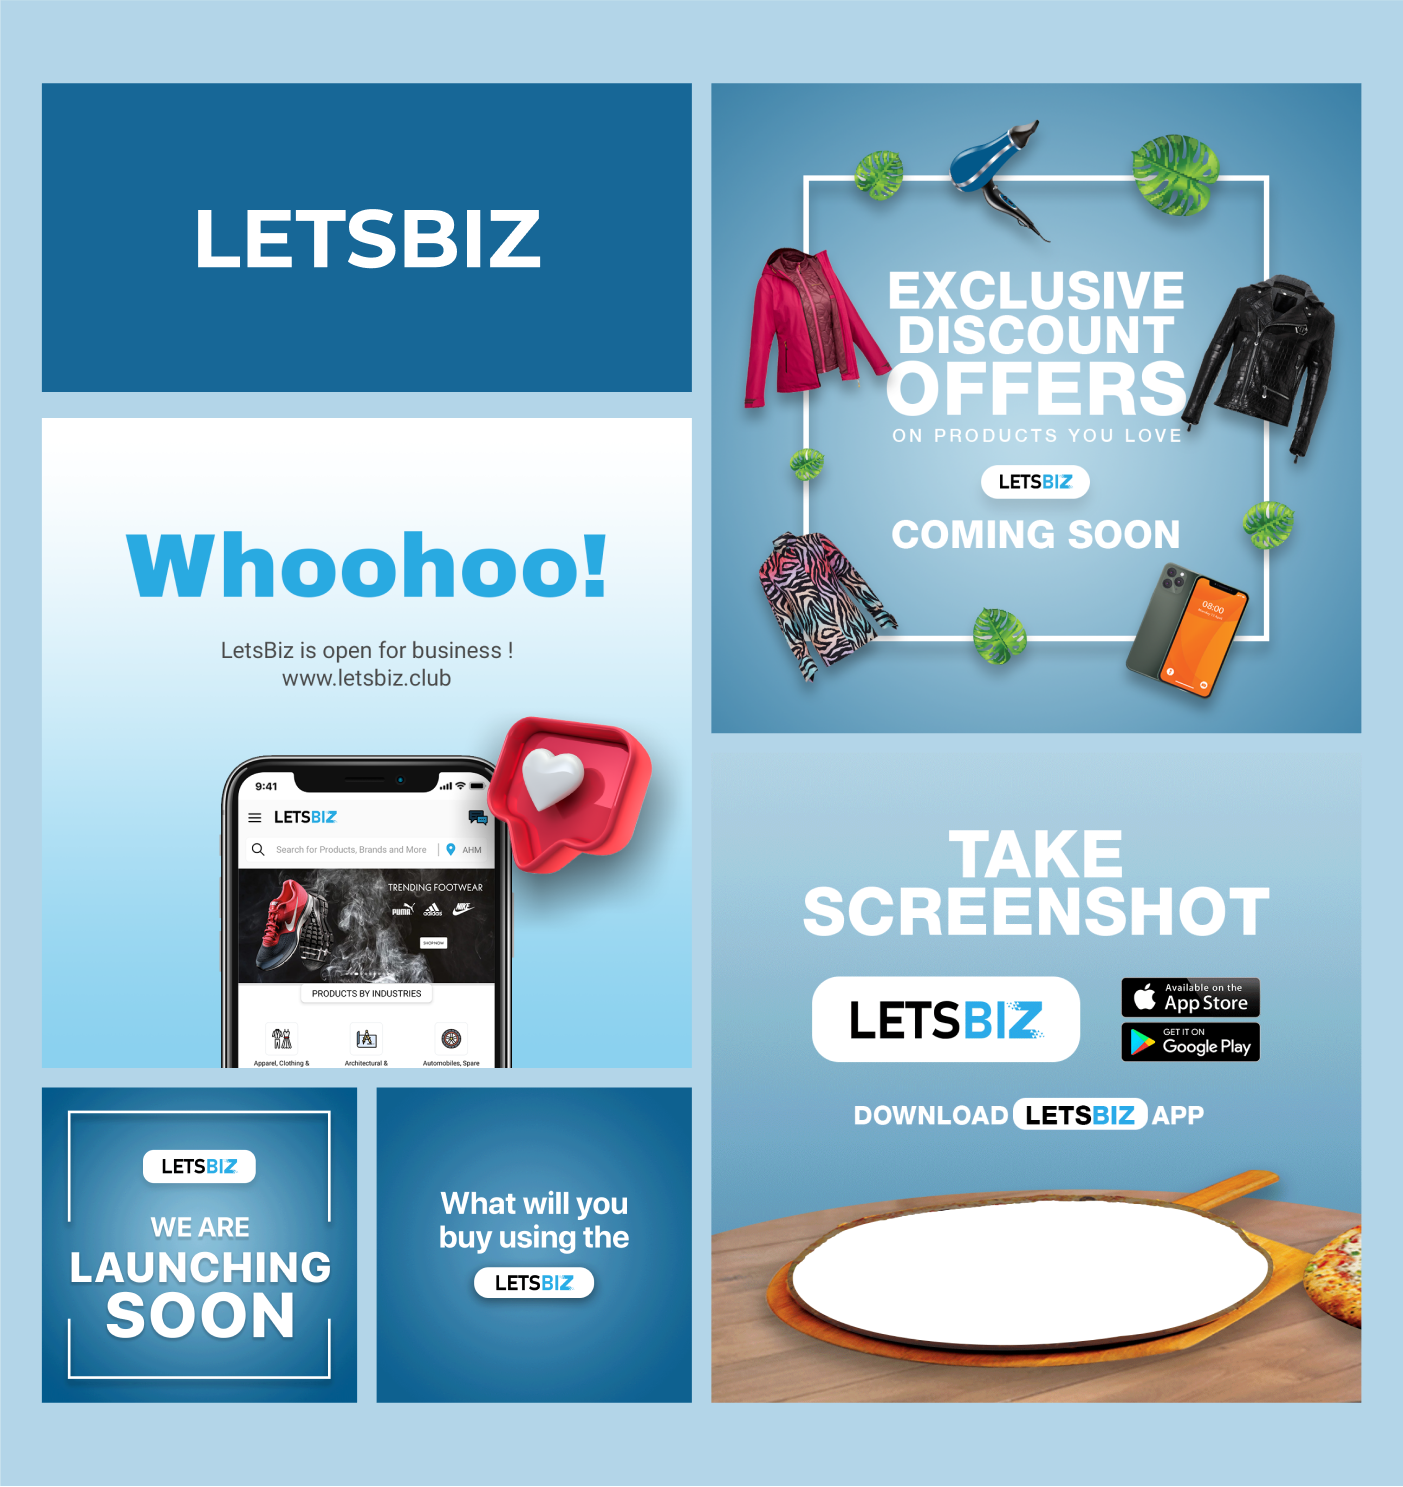 LETSBIZ
Whoohoo!
LetsBiz is open for business !
www.letsbiz.club
9:41
LETSBIZ
Search for Products, Brands and More
AHM
TRENDING FOOTWEAR
PUMA
adidas
NIKE
SHOP NOW
PRODUCTS BY INDUSTRIES
Apparel, Clothing &
Architectural &
Automobiles, Spare
LETSBIZ
WE ARE
LAUNCHING
SOON
What will you
buy using the
LETSBIZ
EXCLUSIVE
DISCOUNT
OFFERS
ON PRODUCTS YOU LOVE
LETSBIZ
COMING SOON
08:00
TAKE
SCREENSHOT
LETSBIZ
Available on the
App Store
GET IT ON
Google Play
DOWNLOAD LETSBIZ APP